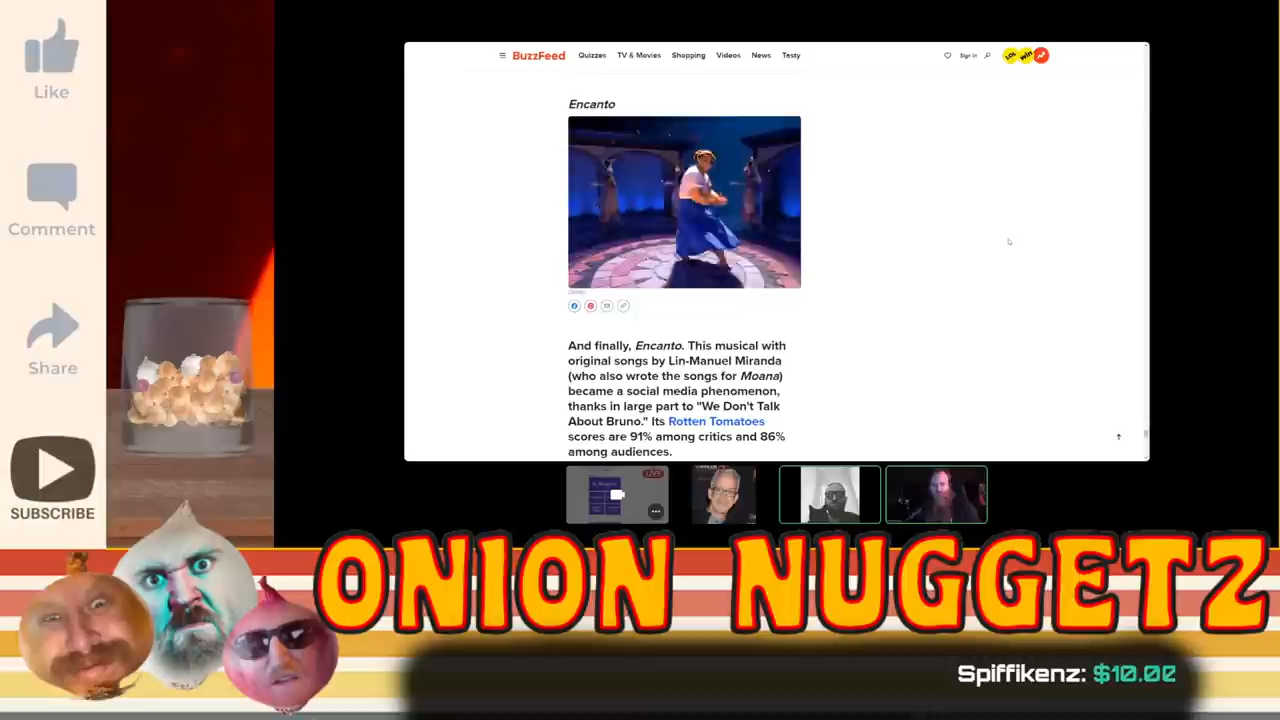 Like
Comment
Share
SUBSCRIBE
BuzzFeed
Quizzes
TV & Movies
Shopping
Videos
News
Tasty
Sign In
LOL
win
Encanto
And finally, Encanto. This musical with
original songs by Lin-Manuel Miranda
(who also wrote the songs for Moana)
became a social media phenomenon,
thanks in large part to "We Don't Talk
About Bruno." Its Rotten Tomatoes
scores are 91% among critics and 86%
among audiences.
LIVE
ONION NUGGETZ
Spiffikenz: $10.00